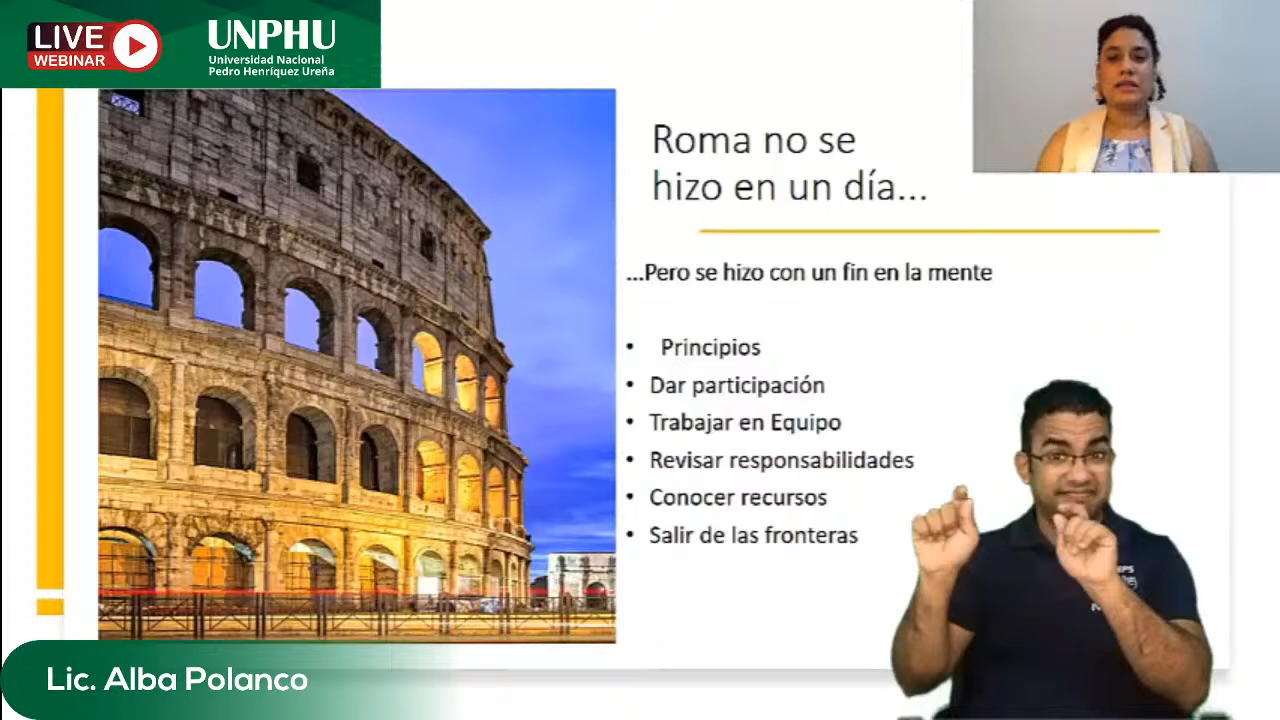 LIVE
WEBINAR
UNPHU
Universidad Nacional
Pedro Henríquez Ureña
Roma no se
hizo en un día...
...Pero se hizo con un fin en la mente
• Principios
• Dar participación
• Trabajar en Equipo
• Revisar responsabilidades
• Conocer recursos
• Salir de las fronteras
Lic. Alba Polanco